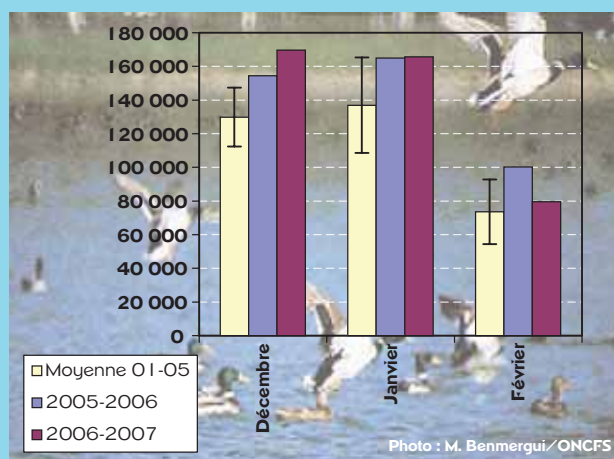 180 000
160 000
140 000
120 000
100 000
80 000
60 000
40 000
20 000
0
Décembre
Janvier
Février
Moyenne 01-05
2005-2006
2006-2007
Photo : M. Benmergui/ONCFS